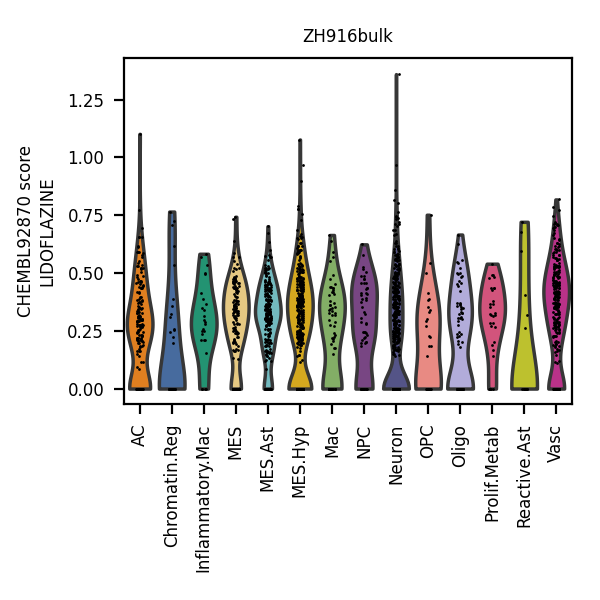 ZH916bulk
CHEMBL92870 score
LIDOFLAZINE
1.25
1.00
0.75
0.50
0.25
0.00
AC
Chromatin.Reg
Inflammatory.Mac
MES
MES.Ast
MES.Hyp
Mac
NPC
Neuron
OPC
Oligo
Prolif.Metab
Reactive.Ast
Vasc